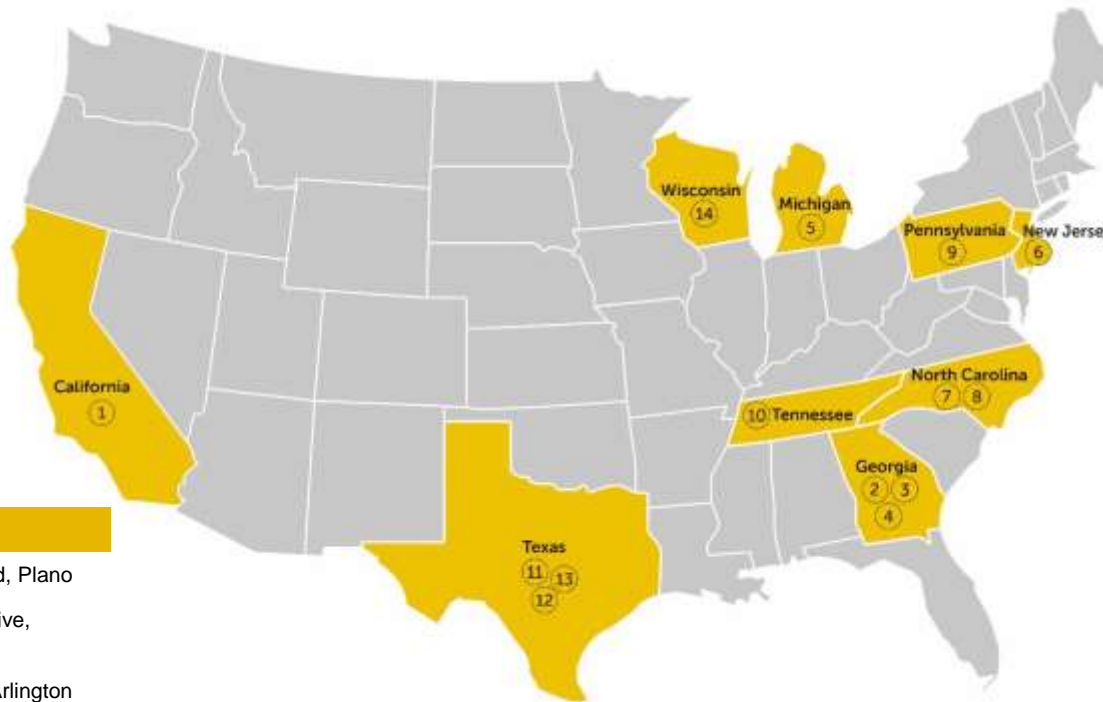 Wisconsin
14
Michigan
5
Pennsylvania
9
New Jerse
6
California
1
North Carolina
7 8
10 Tennessee
Georgia
2 3
4
Texas
11 13
12
d, Plano
ive,
Arlington